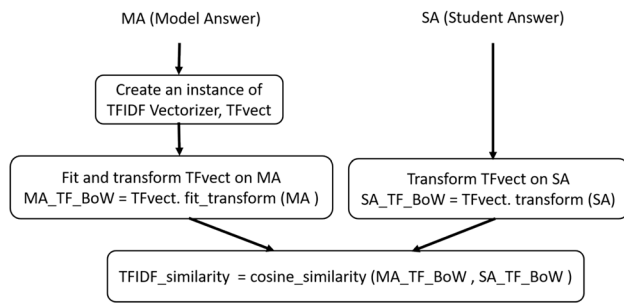 MA (Model Answer)
SA (Student Answer)
Create an instance of
TFIDF Vectorizer, TFvect
Fit and transform TFvect on MA
MA_TF_BoW = TFvect. fit_transform (MA )
Transform TFvect on SA
SA_TF_BoW = TFvect. transform (SA)
TFIDF_similarity = cosine_similarity (MA_TF_BoW , SA_TF_BoW )